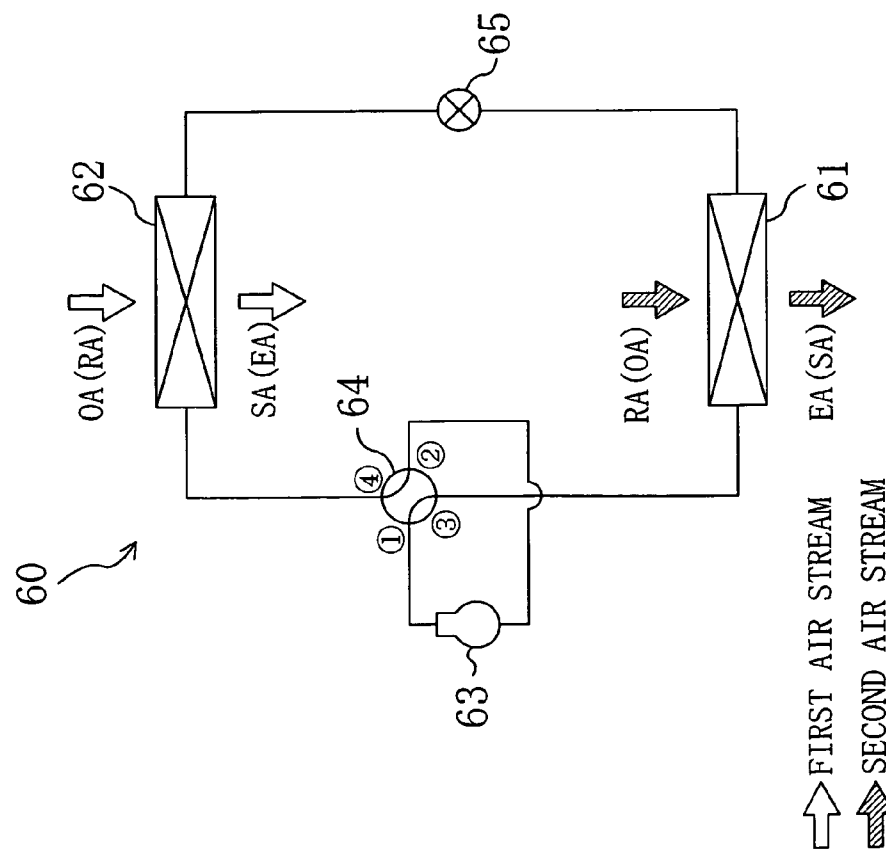 60
62
OA(RA)
SA(EA)
64
④
②
①
③
63
65
RA(OA)
61
EA(SA)
FIRST AIR STREAM
SECOND AIR STREAM